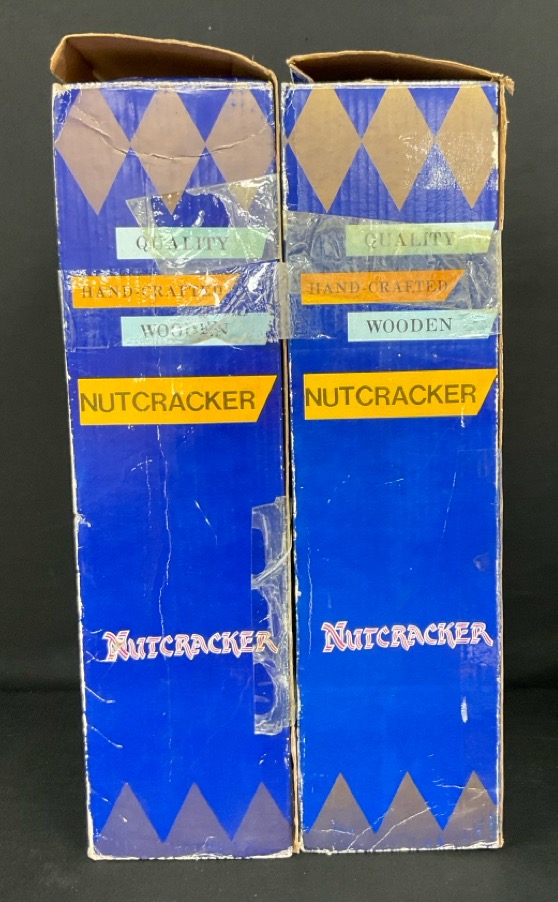 QUALITY
HAND-CRAFTED
WOODEN
NUTCRACKER
NUTCRACKER
QUALITY
HAND-CRAFTED
WOODEN
NUTCRACKER
NUTCRACKER